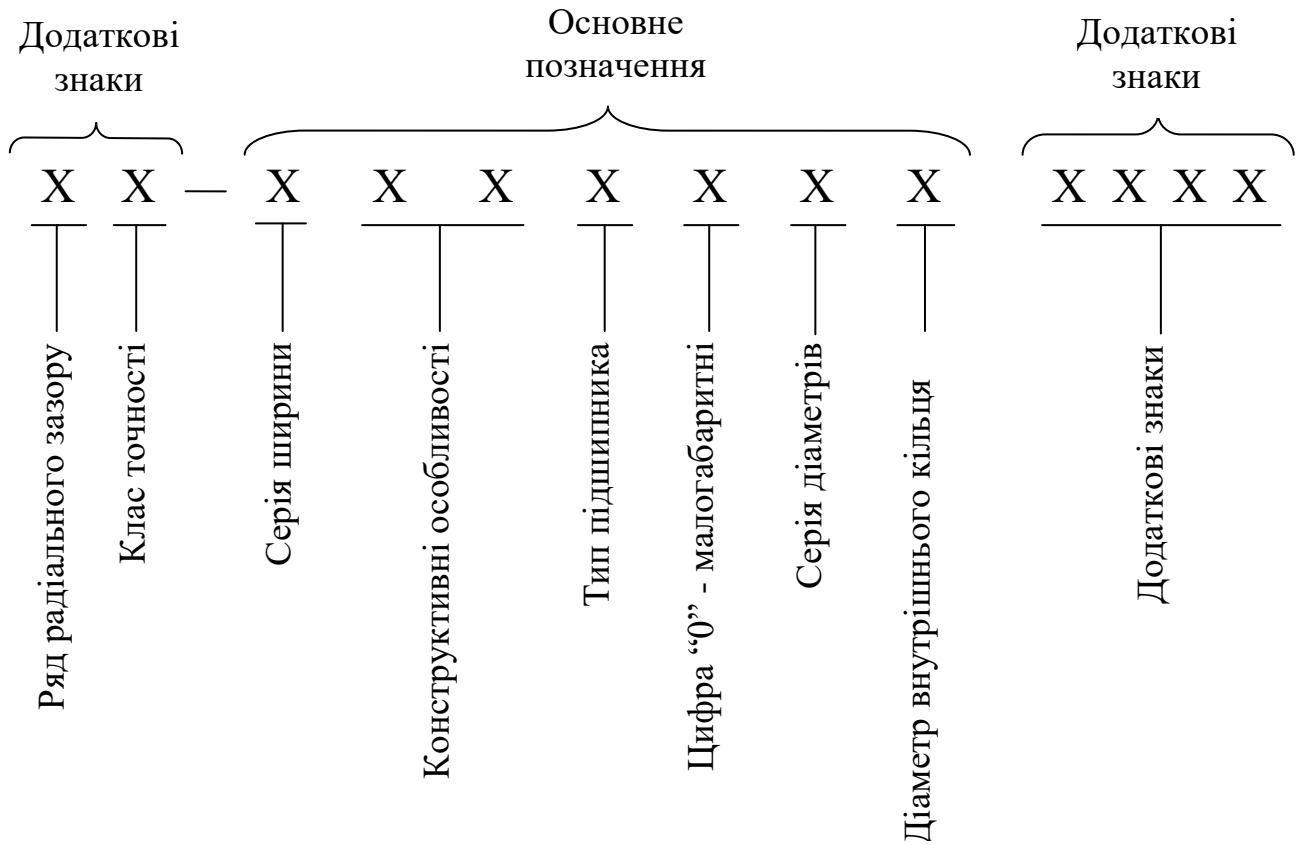 Додаткові
знаки
Основне
позначення
Додаткові
знаки
X X — X X X X X X X X X X X
Ряд радіального зазору
Клас точності
Серія ширини
Конструктивні особливості
Тип підшипника
Цифра “0” - малогабаритні
Серія діаметрів
Діаметр внутрішнього кільця
Додаткові знаки